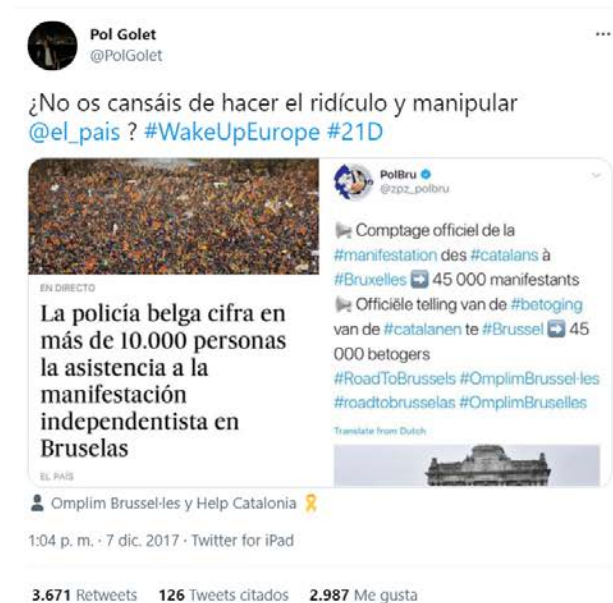 Pol Golet
@PolGolet
¿No os cansáis de hacer el ridículo y manipular
@el_pais ? #WakeUpEurope #21D
EN DIRECTO
La policía belga cifra en
más de 10.000 personas
la asistencia a la
manifestación
independentista en
Bruselas
EL PAÍS
PolBru
@zpz_polbru
Comptage officiel de la
#manifestation des #catalans à
#Bruxelles ➡ 45 000 manifestants
Officiële telling van de #betoging
van de #catalanen te #Brussel ➡ 45
000 betogers
#RoadToBrussels #OmplimBrussel·les
#roadtobrusselas #OmplimBruselles
Translate from Dutch
Omplim Brussel·les y Help Catalonia
1:04 p. m. · 7 dic. 2017 · Twitter for iPad
3.671 Retweets 126 Tweets citados 2.987 Me gusta